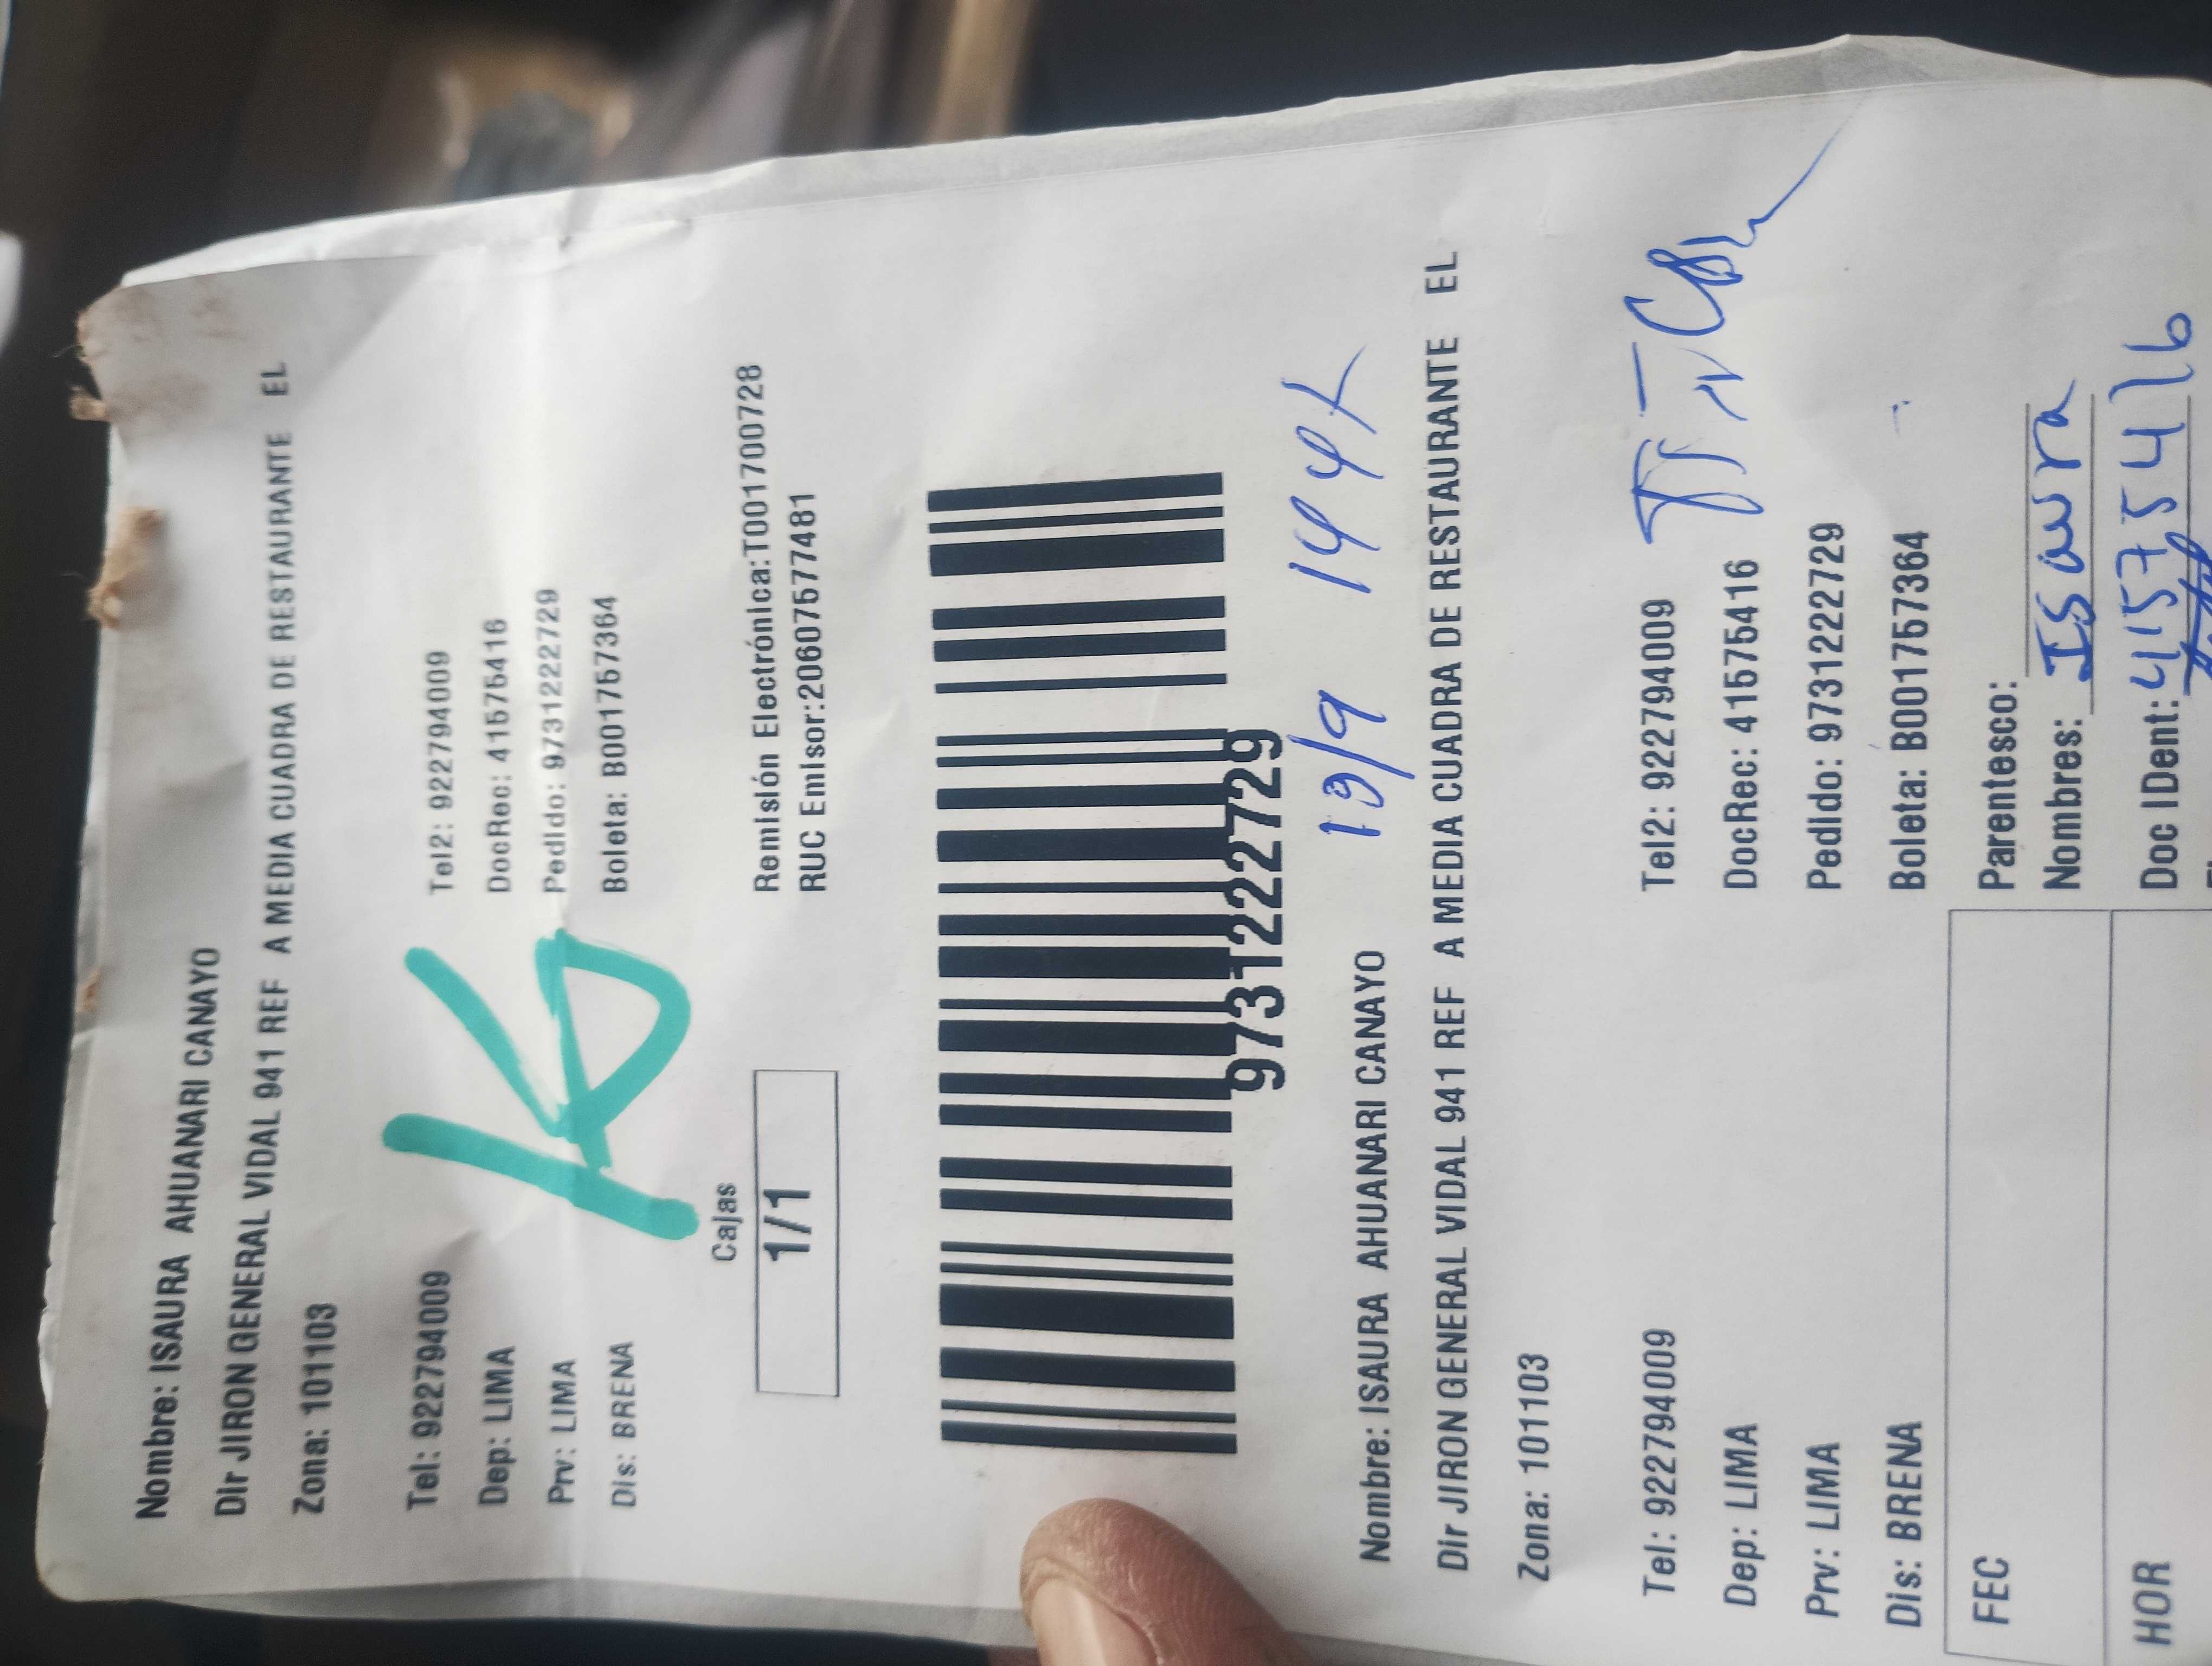 Nombre: ISAURA AHUANARI CANAYO
Dir JIRON GENERAL VIDAL 941 REF A MEDIA CUADRA DE RESTAURANTE EL
Zona: 101103
Tel: 922794009 Tel2: 922794009
Dep: LIMA DocRec: 41575416
Prv: LIMA Pedido: 9731222729
Dis: BRENA Boleta: B001757364
Cajas
1/1
Remisión Electrónica:T001700728
RUC Emisor:20607577481
9731222729
13/9
Nombre: ISAURA AHUANARI CANAYO
Dir JIRON GENERAL VIDAL 941 REF A MEDIA CUADRA DE RESTAURANTE EL
Zona: 101103
Tel: 922794009 Tel2: 922794009
Dep: LIMA DocRec: 41575416
Prv: LIMA Pedido: 9731222729
Dis: BRENA Boleta: B001757364
FEC Parentesco:
Nombres: Isaura
HOR Doc IDent: 41575416